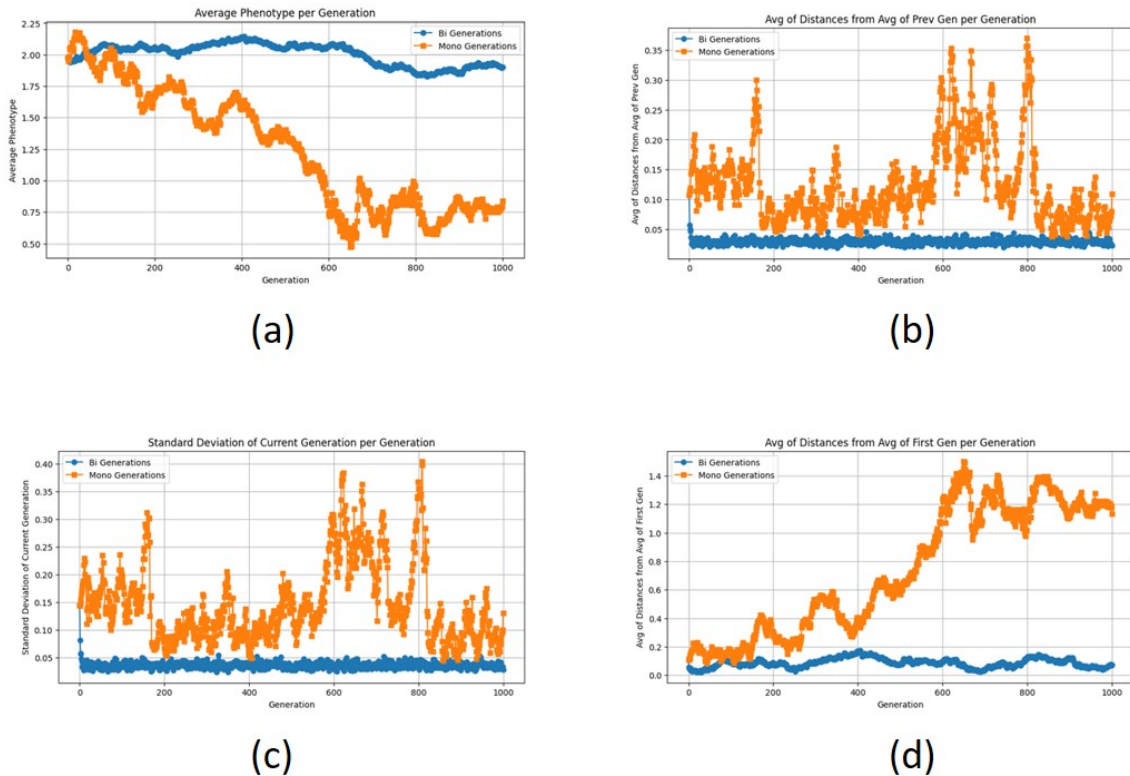 Average Phenotype per Generation
Bi Generations
Mono Generations
2.25
2.00
1.75
1.50
1.25
1.00
0.75
0.50
Average Phenotype
0
200
400
600
800
1000
Generation
(a)
Avg of Distances from Avg of Prev Gen per Generation
Bi Generations
Mono Generations
0.35
0.30
0.25
0.20
0.15
0.10
0.05
Avg of Distances from Avg of Prev Gen
0
200
400
600
800
1000
Generation
(b)
Standard Deviation of Current Generation per Generation
Bi Generations
Mono Generations
0.40
0.35
0.30
0.25
0.20
0.15
0.10
0.05
Standard Deviation of Current Generation
0
200
400
600
800
1000
Generation
(c)
Avg of Distances from Avg of First Gen per Generation
Bi Generations
Mono Generations
1.4
1.2
1.0
0.8
0.6
0.4
0.2
0.0
Avg of Distances from Avg of First Gen
0
200
400
600
800
1000
Generation
(d)